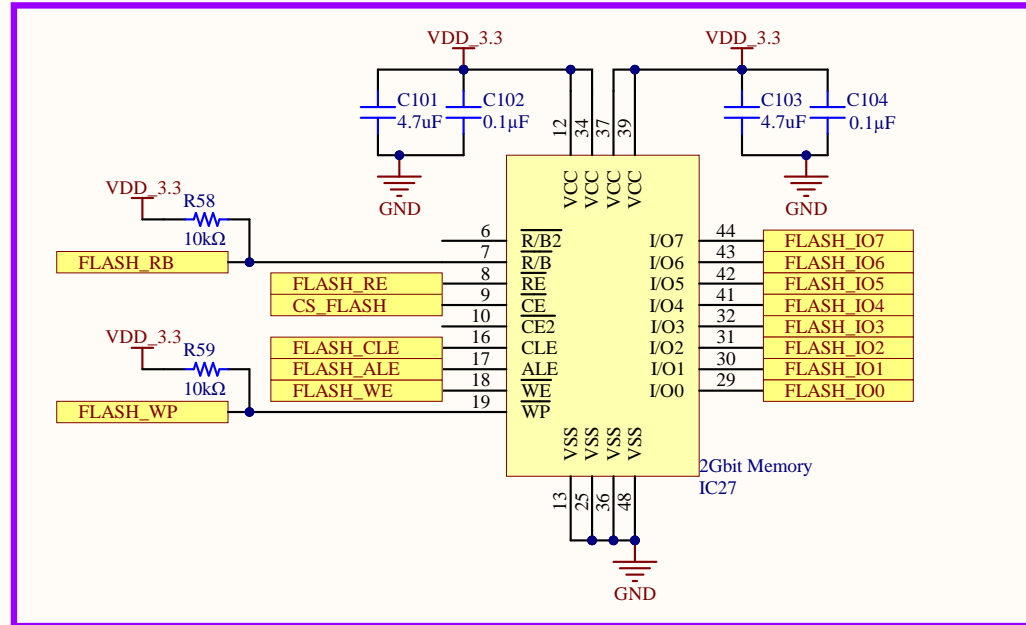 VDD_3.3
VDD_3.3
C101
4.7uF
C102
0.1µF
C103
4.7uF
C104
0.1µF
12
34
37
39
GND
GND
VCC
VCC
VCC
VCC
VDD_3.3
R58
10kΩ
FLASH_RB
6
R/B2
7
R/B
FLASH_RE
8
RE
CS_FLASH
9
CE
10
CE2
FLASH_CLE
16
CLE
FLASH_ALE
17
ALE
FLASH_WE
18
WE
VDD_3.3
R59
10kΩ
FLASH_WP
19
WP
I/O7
44
FLASH_IO7
I/O6
43
FLASH_IO6
I/O5
42
FLASH_IO5
I/O4
41
FLASH_IO4
I/O3
32
FLASH_IO3
I/O2
31
FLASH_IO2
I/O1
30
FLASH_IO1
I/O0
29
FLASH_IO0
VSS
VSS
VSS
VSS
2Gbit Memory
IC27
13
25
36
48
GND